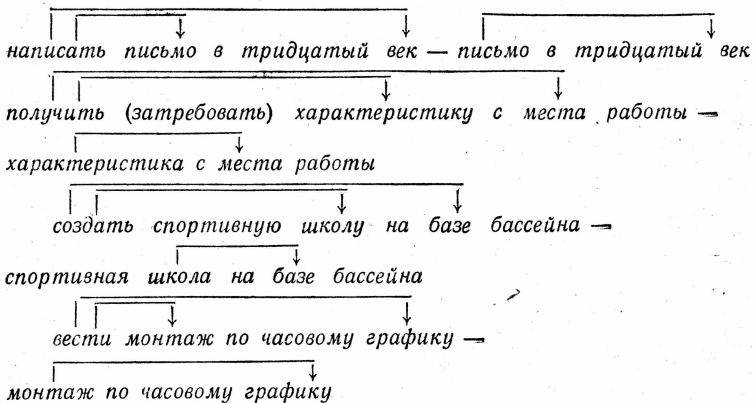 написать письмо в тридцатый век — письмо в тридцатый век
получить (затребовать) характеристику с места работы —
характеристика с места работы
создать спортивную школу на базе бассейна —
спортивная школа на базе бассейна
вести монтаж по часовому графику —
монтаж по часовому графику